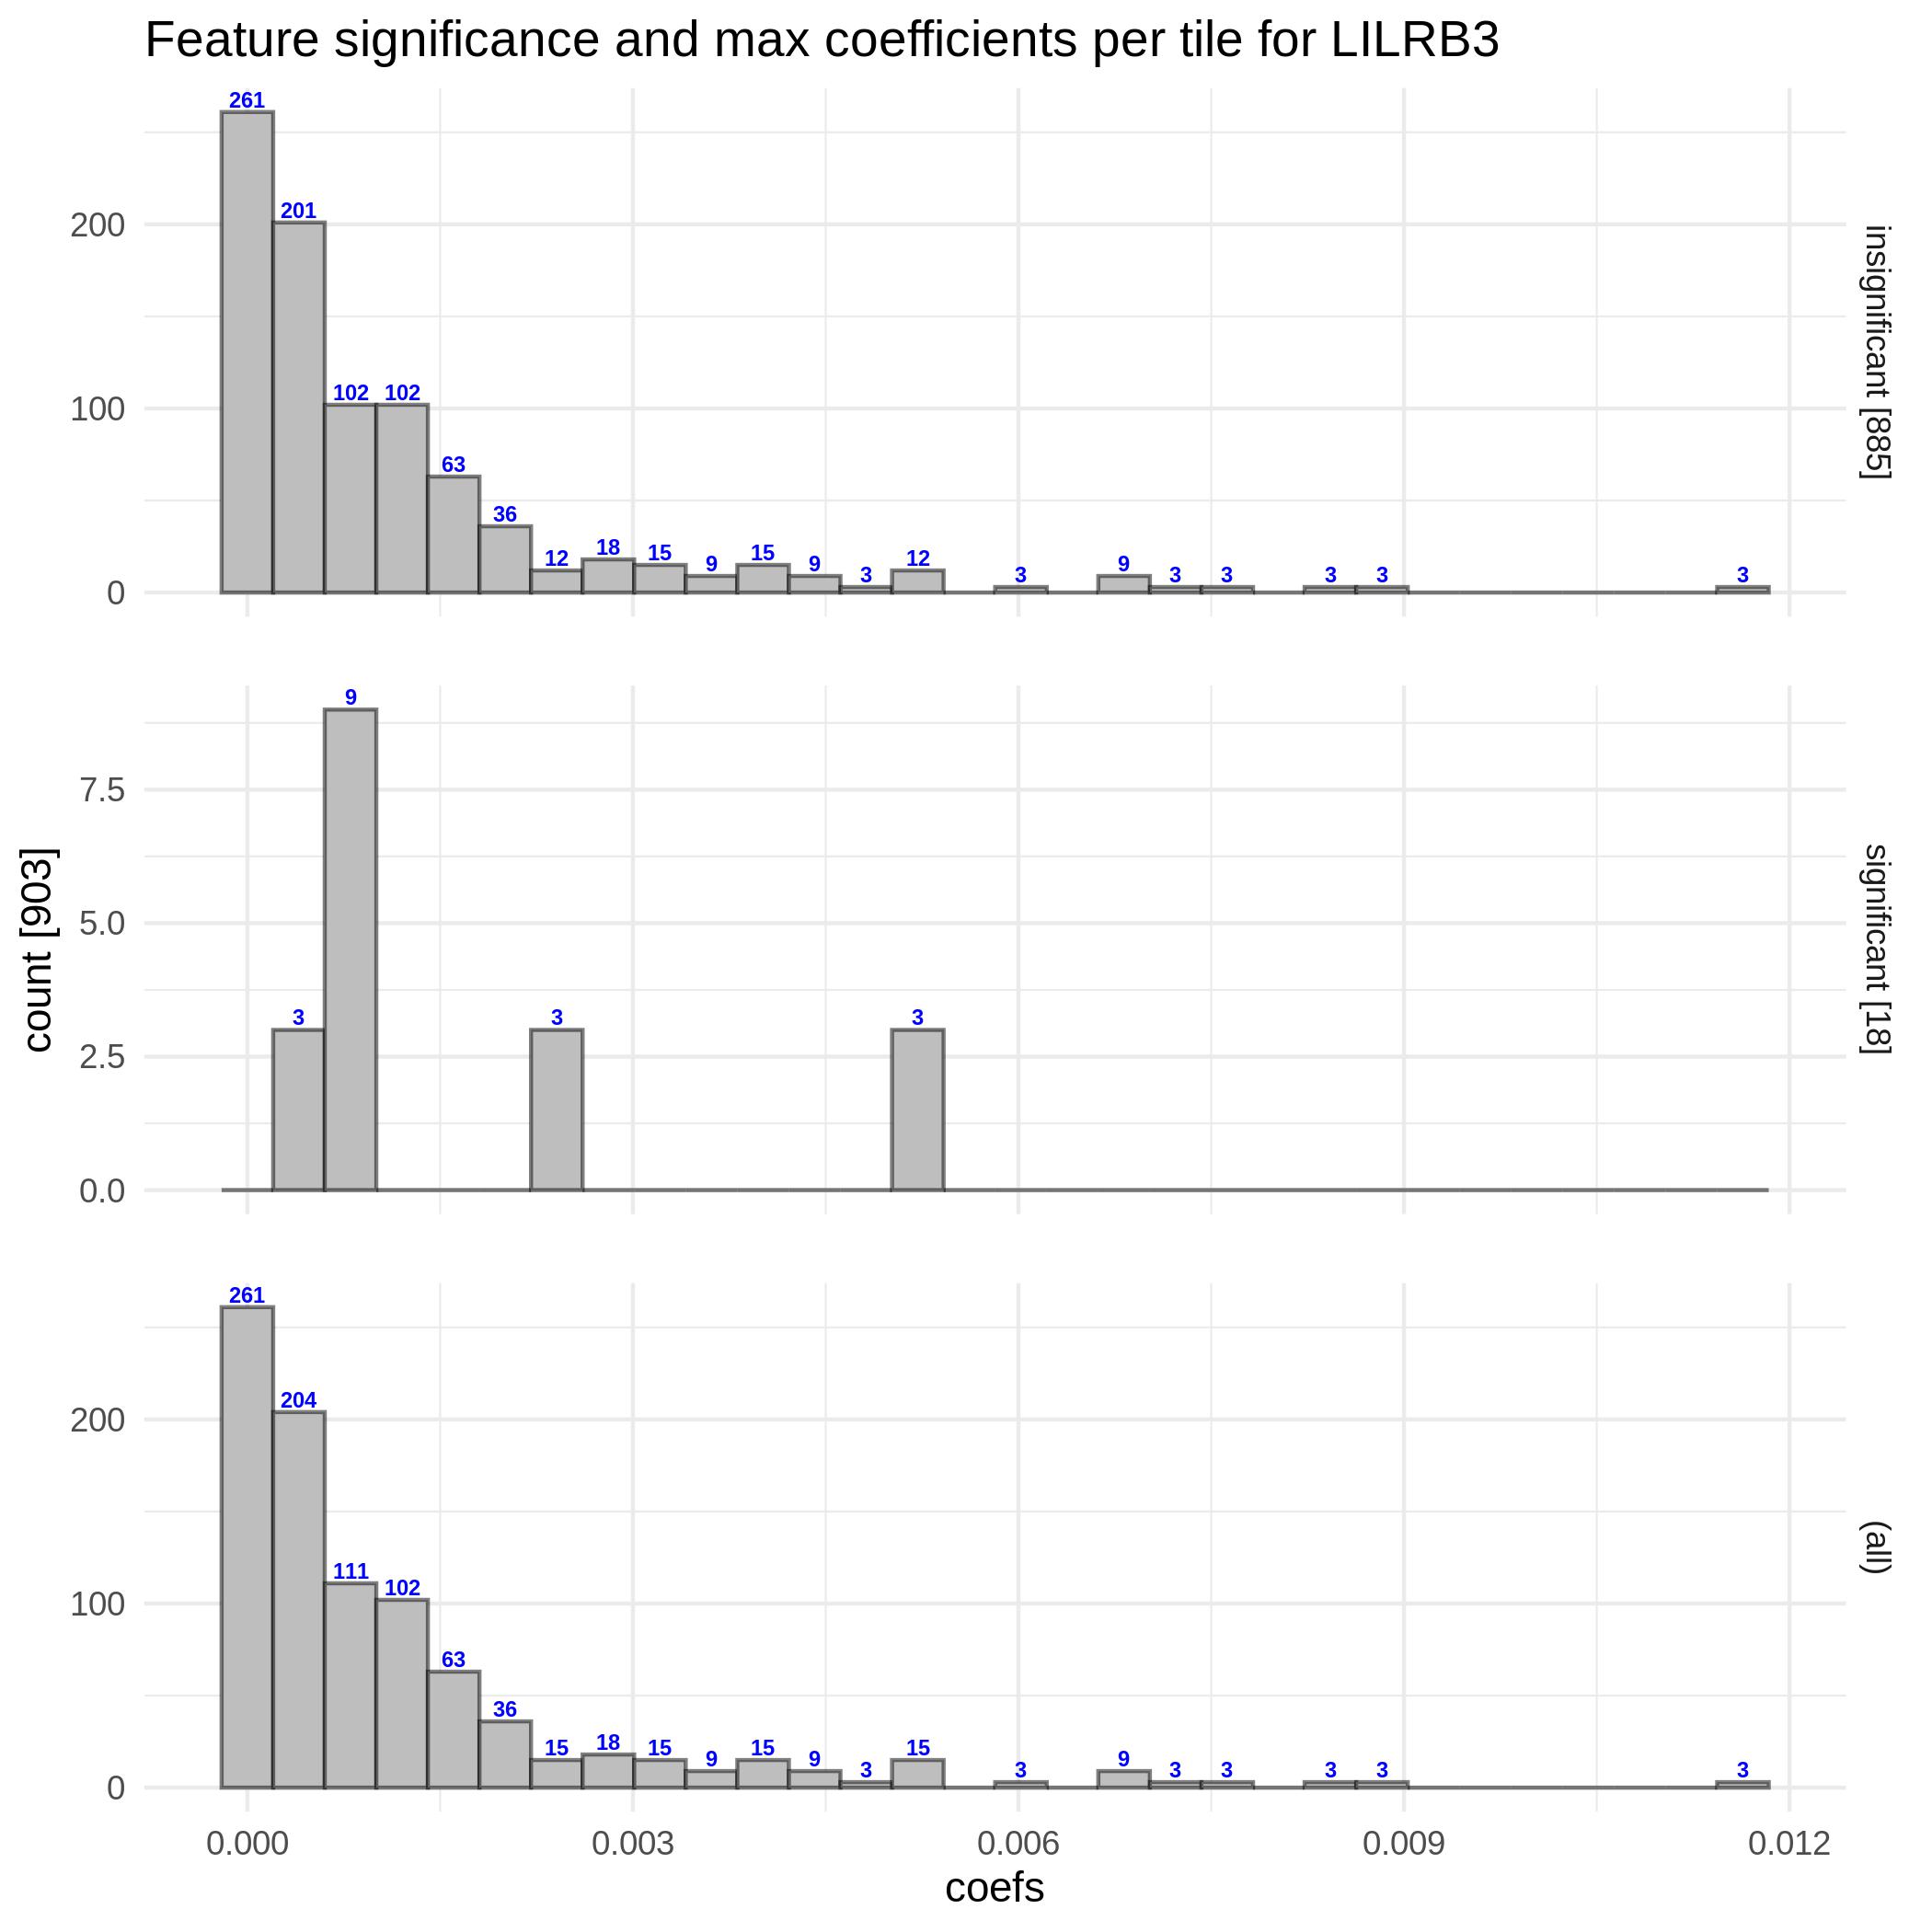 Feature significance and max coefficients per tile for LILRB3
261
201
102 102
63
36
12 18 15 9 15 9 3 12 3 9 3 3 3 3 3
200
100
0
insignificant [885]
9
3 3 3
7.5
5.0
2.5
0.0
significant [18]
count [903]
261
204
111 102
63
36
15 18 15 9 15 9 3 15 3 9 3 3 3 3 3
200
100
0
(all)
0.000 0.003 0.006 0.009 0.012
coefs